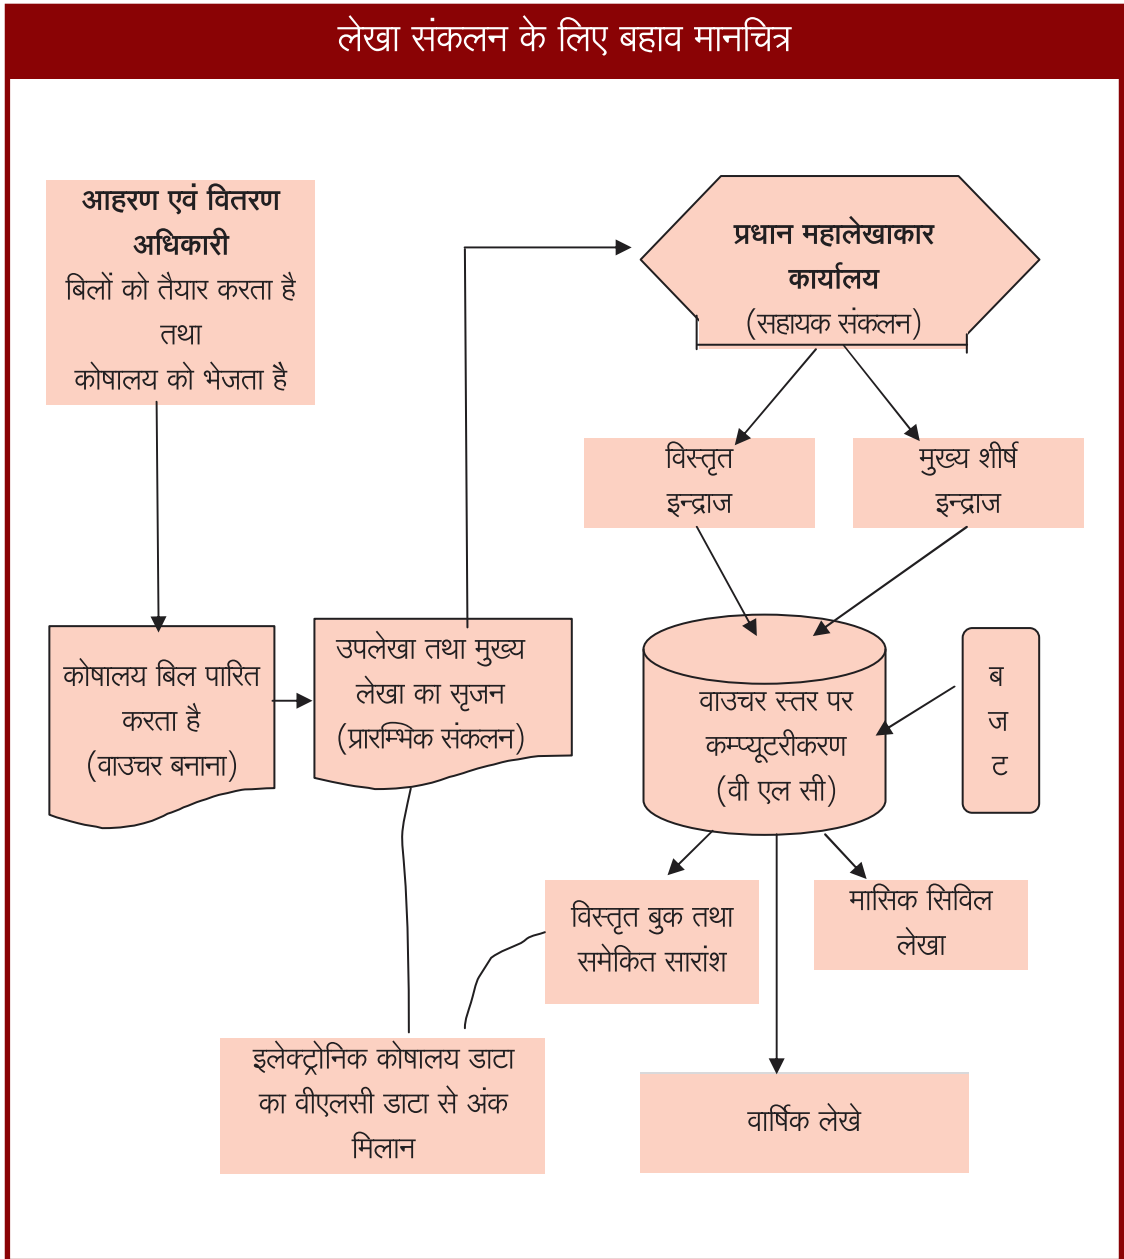 लेखा संकलन के लिए बहाव मानचित्र
आहरण एवं वितरण
अधिकारी
बिलों को तैयार करता है
तथा
कोषालय को भेजता है
प्रधान महालेखाकार
कार्यालय
(सहायक संकलन)
विस्तृत
इन्द्राज
मुख्य शीर्ष
इन्द्राज
कोषालय बिल पारित
करता है
(वाउचर बनाना)
उपलेखा तथा मुख्य
लेखा का सृजन
(प्रारम्भिक संकलन)
वाउचर स्तर पर
कम्प्यूटरीकरण
(वी एल सी)
ब
ज
ट
विस्तृत बुक तथा
समेकित सारांश
मासिक सिविल
लेखा
इलेक्ट्रोनिक कोषालय डाटा
का वीएलसी डाटा से अंक
मिलान
वार्षिक लेखे